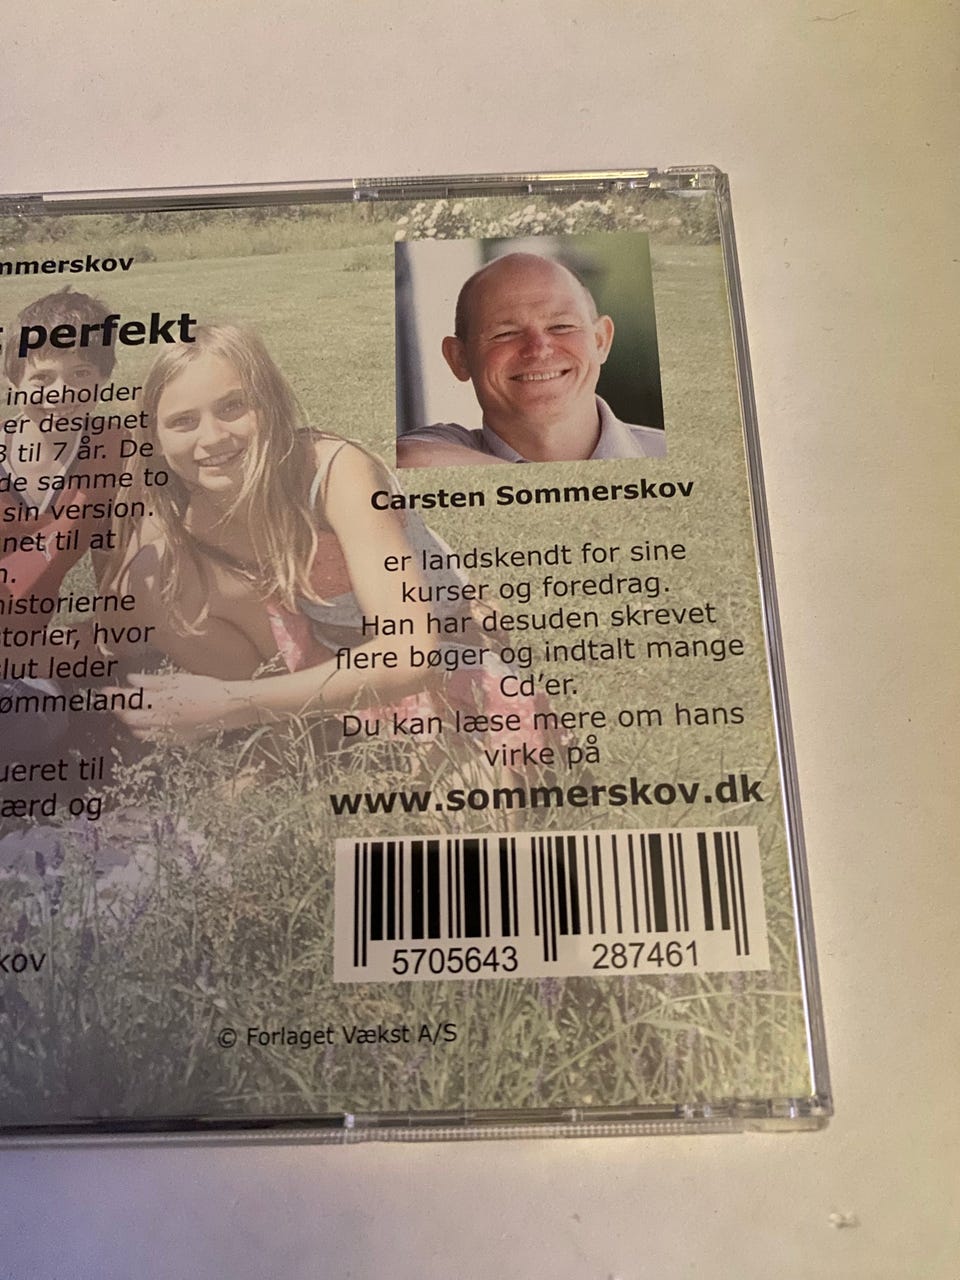 mmerskov
perfekt
indeholder
er designet
3 til 7 år. De
de samme to
sin version.
net til at
n.
historierne
torier, hvor
slut leder
ømmeland.
ueret til
ærd og
kov
Carsten Sommerskov
er landskendt for sine
kurser og foredrag.
Han har desuden skrevet
flere bøger og indtalt mange
Cd'er.
Du kan læse mere om hans
virke på
www.sommerskov.dk
5705643 287461
© Forlaget Vækst A/S